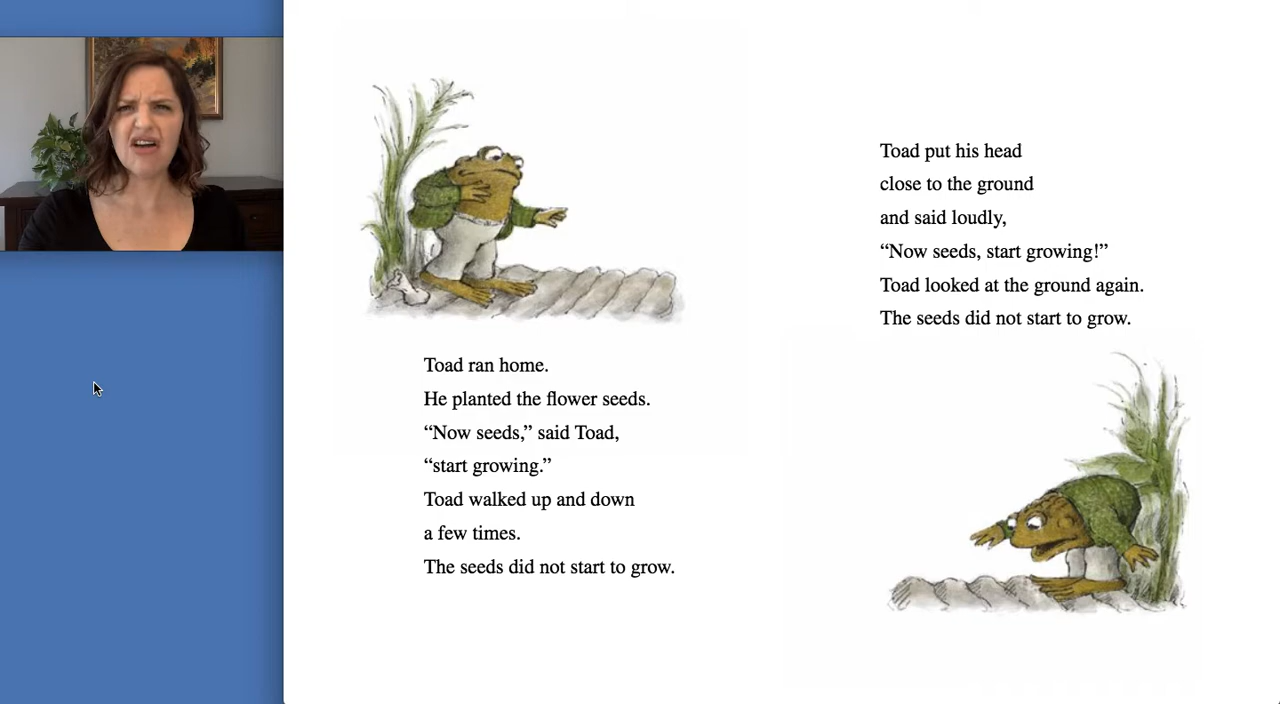 Toad ran home.
He planted the flower seeds.
“Now seeds,” said Toad,
“start growing.”
Toad walked up and down
a few times.
The seeds did not start to grow.
Toad put his head
close to the ground
and said loudly,
“Now seeds, start growing!”
Toad looked at the ground again.
The seeds did not start to grow.